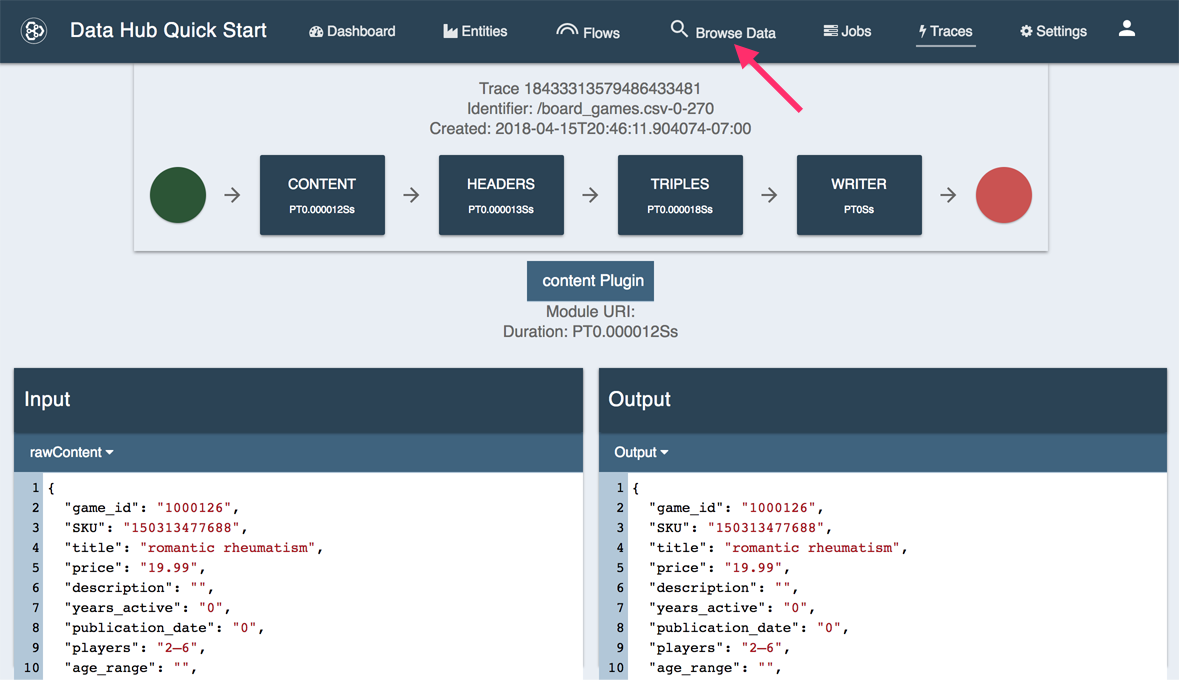 Data Hub Quick Start Dashboard Entities Flows Browse Data Jobs Traces Settings
Trace 18433313579486433481
Identifier: /board_games.csv-0-270
Created: 2018-04-15T20:46:11.904074-07:00
CONTENT HEADERS TRIPLES WRITER
PT0.000012Ss PT0.000013Ss PT0.000018Ss PT0Ss
content Plugin
Module URI:
Duration: PT0.000012Ss
Input
rawContent
1 {
2 "game_id": "1000126",
3 "SKU": "150313477688",
4 "title": "romantic rheumatism",
5 "price": "19.99",
6 "description": "",
7 "years_active": "0",
8 "publication_date": "0",
9 "players": "2–6",
10 "age_range": "",
Output
Output
1 {
2 "game_id": "1000126",
3 "SKU": "150313477688",
4 "title": "romantic rheumatism",
5 "price": "19.99",
6 "description": "",
7 "years_active": "0",
8 "publication_date": "0",
9 "players": "2–6",
10 "age_range": "",